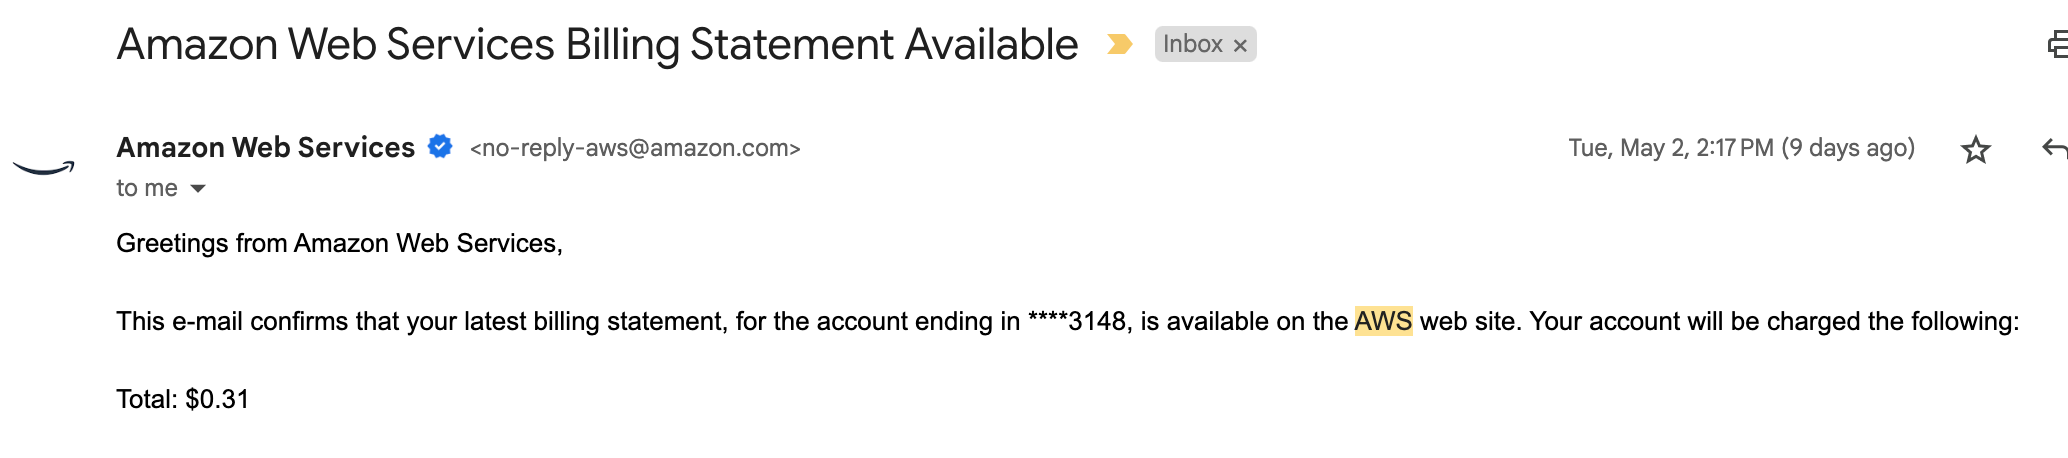 Amazon Web Services Billing Statement Available Inbox ×
Amazon Web Services <no-reply-aws@amazon.com> Tue, May 2, 2:17 PM (9 days ago)
to me
Greetings from Amazon Web Services,
This e-mail confirms that your latest billing statement, for the account ending in ****3148, is available on the AWS web site. Your account will be charged the following:
Total: $0.31